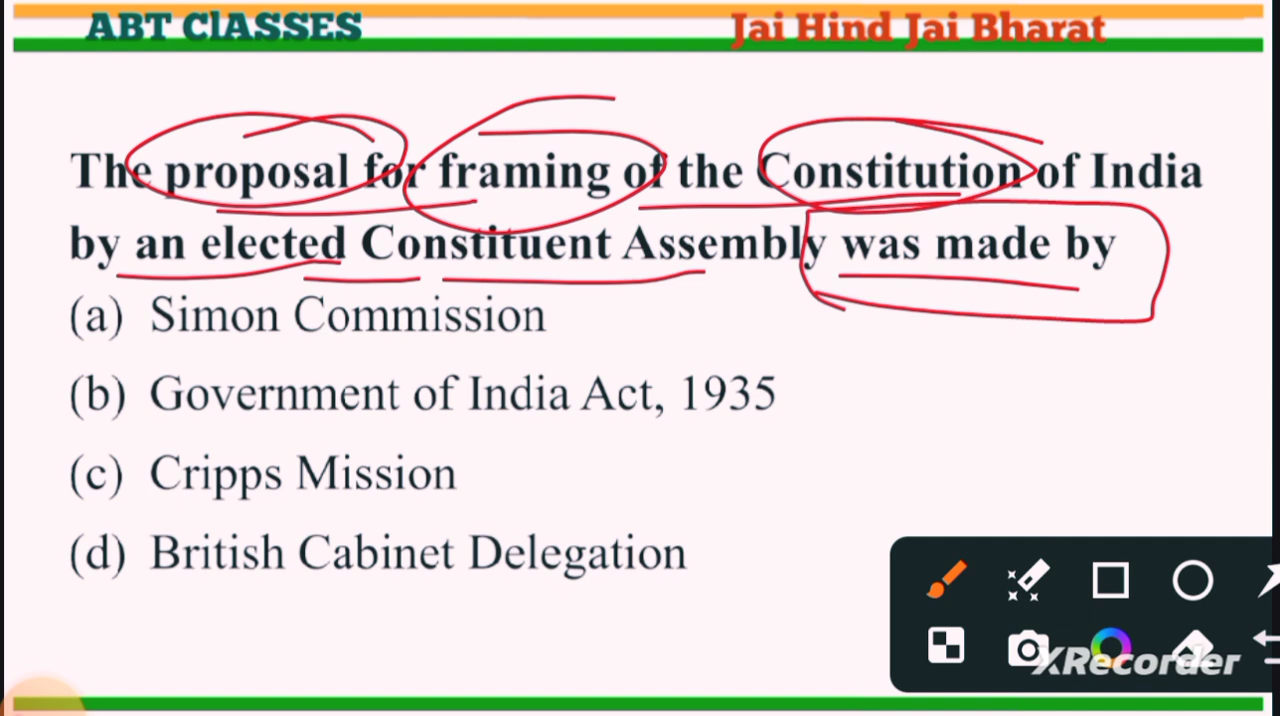 ABT ClASSES
Jai Hind Jai Bharat
The proposal for framing of the Constitution of India
by an elected Constituent Assembly was made by
(a) Simon Commission
(b) Government of India Act, 1935
(c) Cripps Mission
(d) British Cabinet Delegation
XRecorder